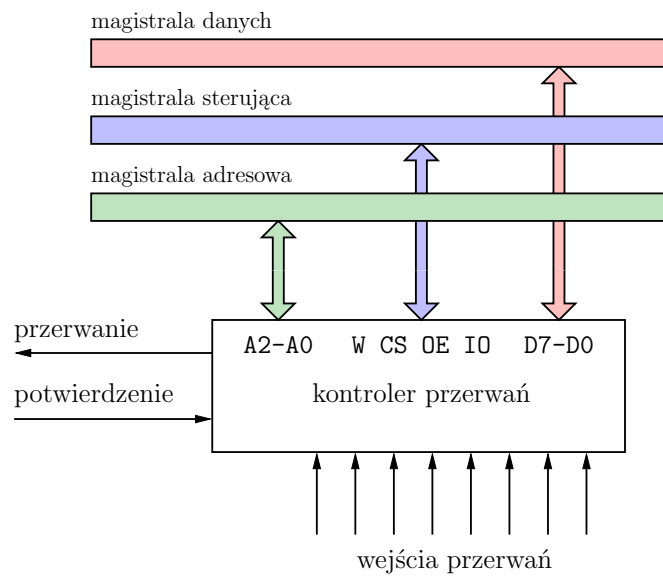 magistrala danych
magistrala sterująca
magistrala adresowa
przerwanie
A2-A0 W CS OE IO D7-D0
potwierdzenie
kontroler przerwań
wejścia przerwań